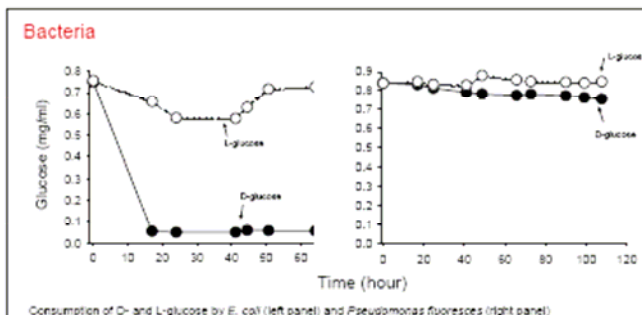 Bacteria
0.8
0.7
0.6
0.5
0.4
0.3
0.2
0.1
0.0
Glucose (mg/ml)
L-glucose
D-glucose
0 10 20 30 40 50 60
0.9
0.8
0.7
0.6
0.5
0.4
0.3
0.2
0.1
0.0
L-glucose
D-glucose
0 20 40 60 80 100 120
Time (hour)
Consumption of D- and L-glucose by E. coli (left panel) and Pseudomonas fluoresces (right panel)